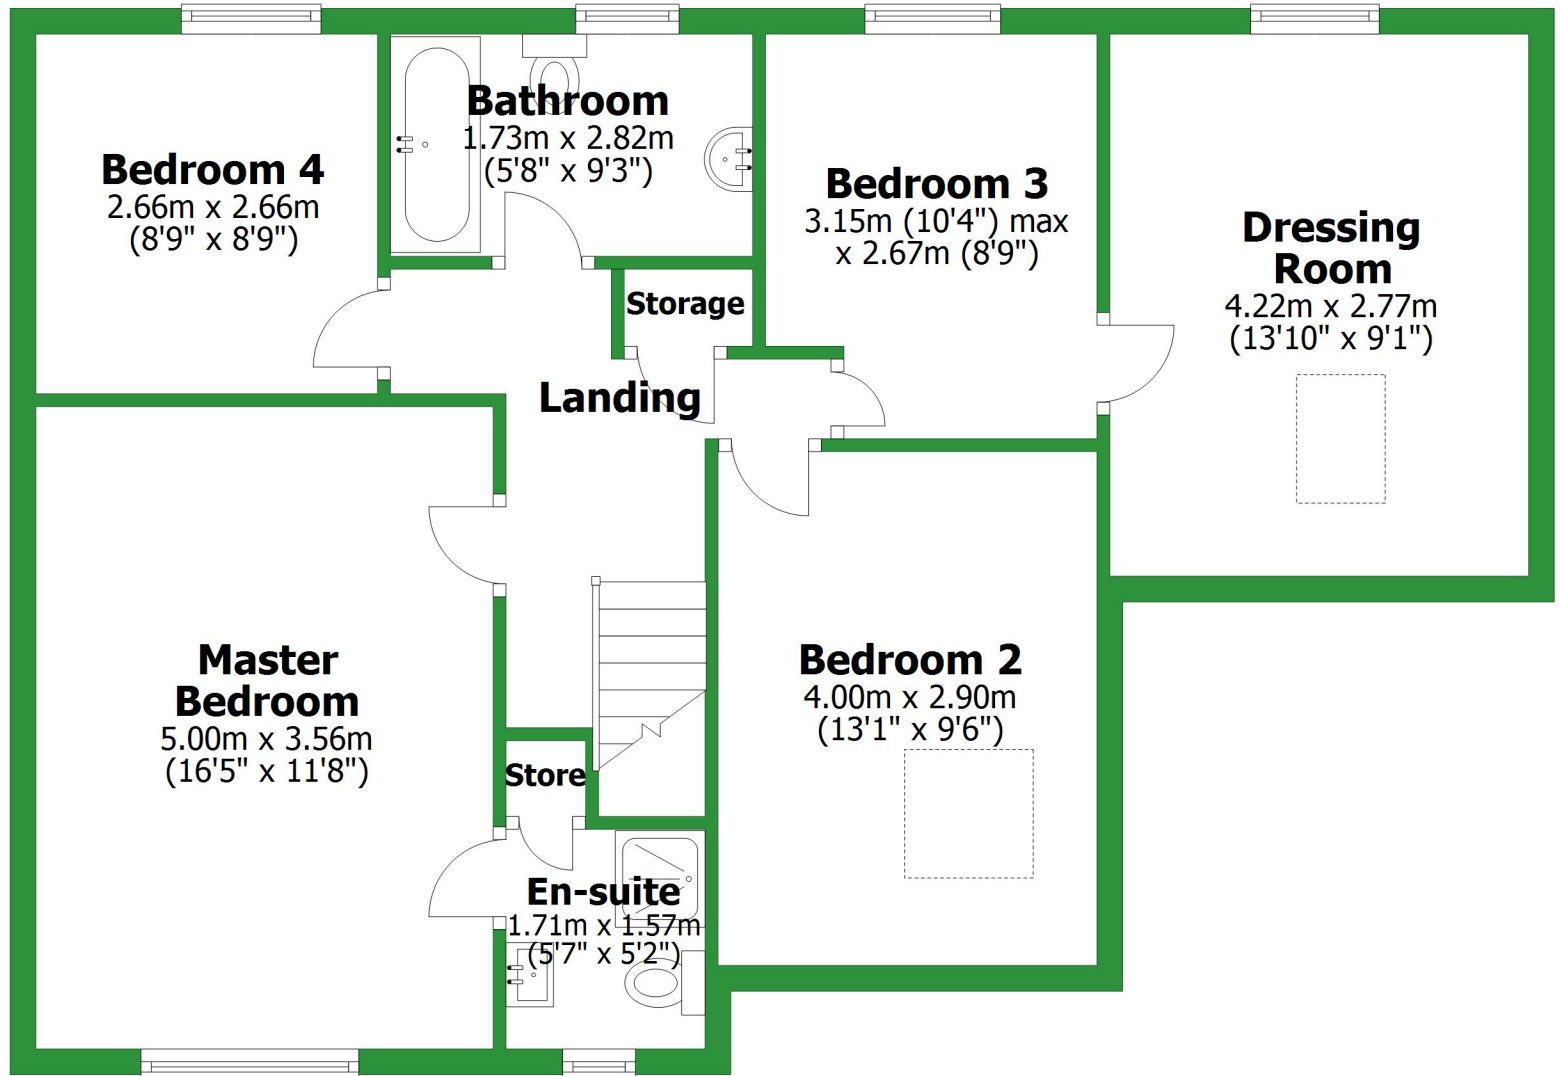 Bathroom
1.73m x 2.82m
(5'8" x 9'3")
Bedroom 4
2.66m x 2.66m
(8'9" x 8'9")
Bedroom 3
3.15m (10'4") max
x 2.67m (8'9")
Dressing
Room
4.22m x 2.77m
(13'10" x 9'1")
Storage
Landing
Master
Bedroom
5.00m x 3.56m
(16'5" x 11'8")
Bedroom 2
4.00m x 2.90m
(13'1" x 9'6")
Store
En-suite
1.71m x 1.57m
(5'7" x 5'2")